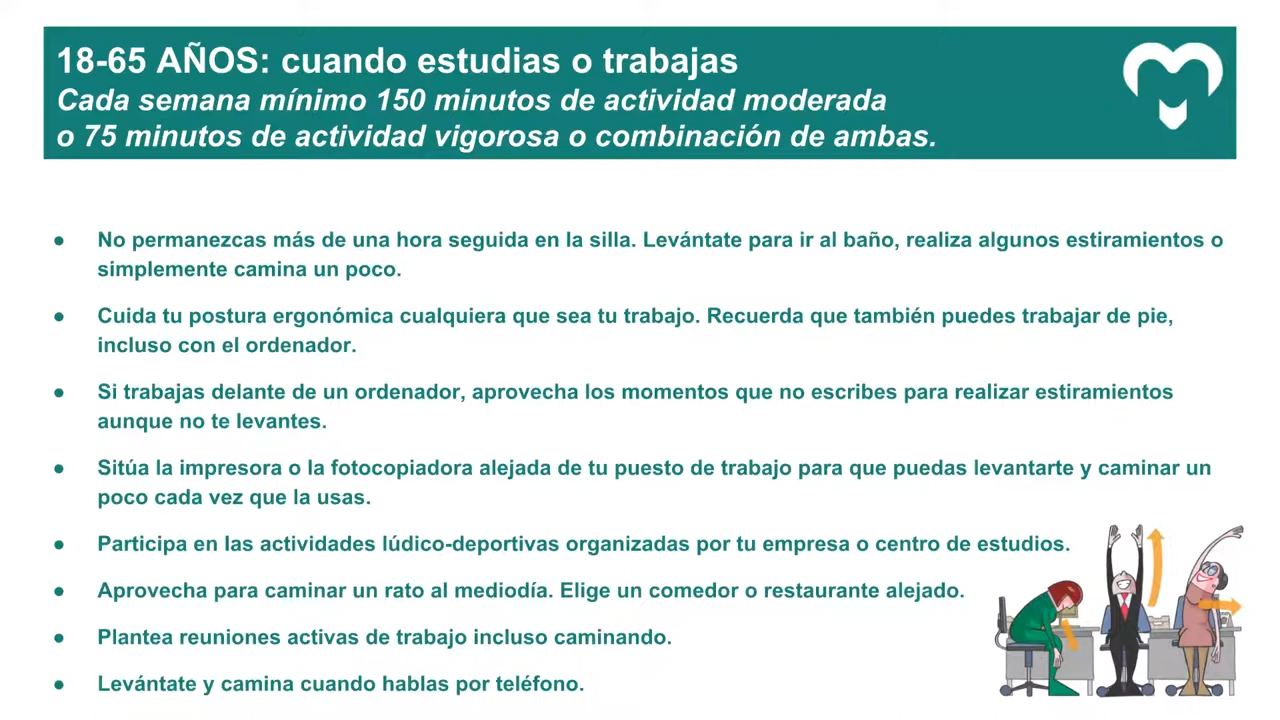 18-65 AÑOS: cuando estudias o trabajas
Cada semana mínimo 150 minutos de actividad moderada
o 75 minutos de actividad vigorosa o combinación de ambas.
● No permanezcas más de una hora seguida en la silla. Levántate para ir al baño, realiza algunos estiramientos o
simplemente camina un poco.
● Cuida tu postura ergonómica cualquiera que sea tu trabajo. Recuerda que también puedes trabajar de pie,
incluso con el ordenador.
● Si trabajas delante de un ordenador, aprovecha los momentos que no escribes para realizar estiramientos
aunque no te levantes.
● Sitúa la impresora o la fotocopiadora alejada de tu puesto de trabajo para que puedas levantarte y caminar un
poco cada vez que la usas.
● Participa en las actividades lúdico-deportivas organizadas por tu empresa o centro de estudios.
● Aprovecha para caminar un rato al mediodía. Elige un comedor o restaurante alejado.
● Plantea reuniones activas de trabajo incluso caminando.
● Levántate y camina cuando hablas por teléfono.